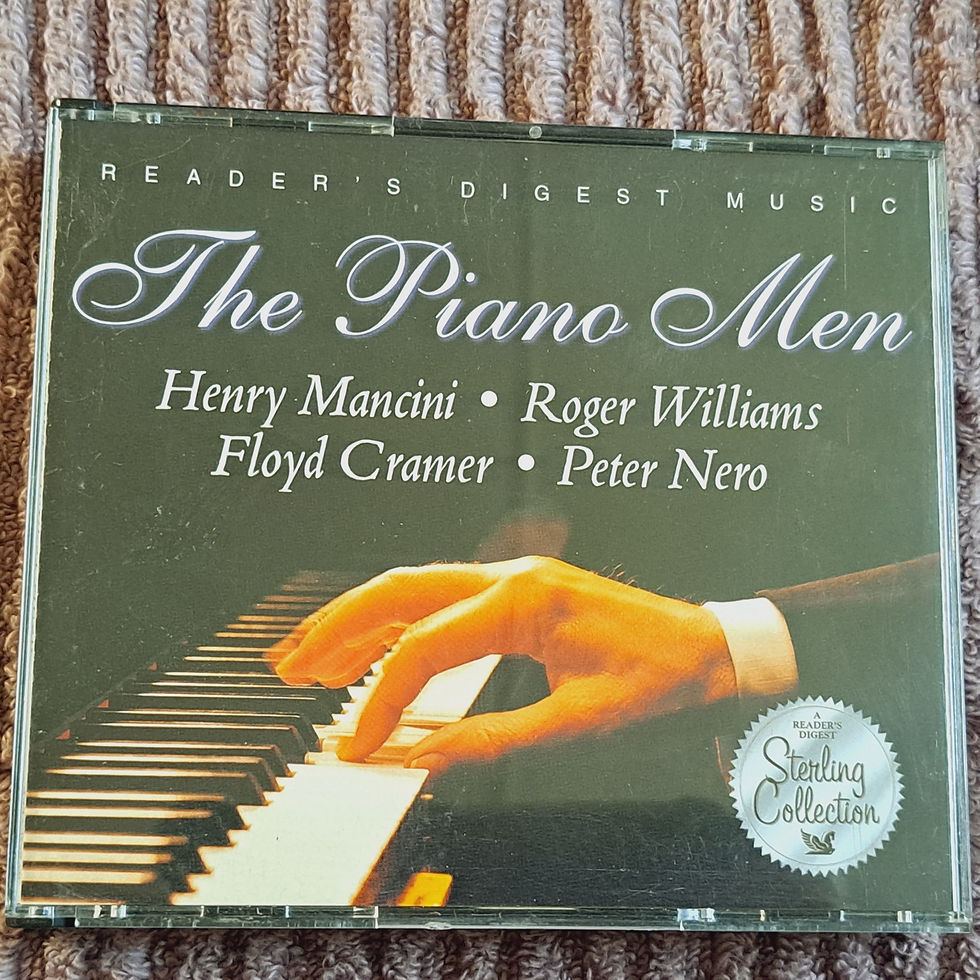 READER'S DIGEST MUSIC
The Piano Men
Henry Mancini • Roger Williams
Floyd Cramer • Peter Nero
A
READER'S
DIGEST
Sterling
Collection